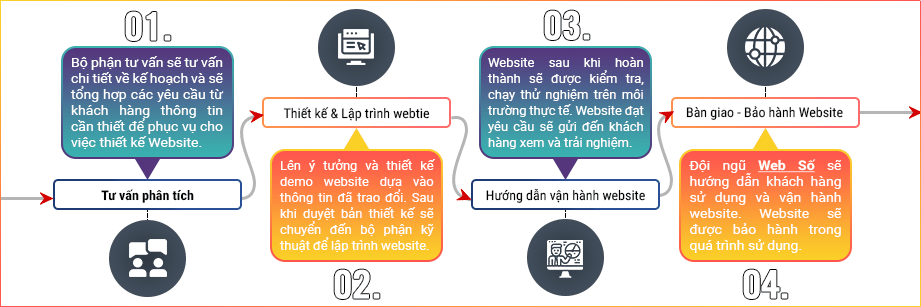 01.
Bộ phận tư vấn sẽ tư vấn
chi tiết về kế hoạch và sẽ
tổng hợp các yêu cầu từ
khách hàng thông tin
cần thiết để phục vụ cho
việc thiết kế Website.
Tư vấn phân tích
Thiết kế & Lập trình webtie
Lên ý tưởng và thiết kế
demo website dựa vào
thông tin đã trao đổi. Sau
khi duyệt bản thiết kế sẽ
chuyển đến bộ phận kỹ
thuật để lập trình website.
02.
03.
Website sau khi hoàn
thành sẽ được kiểm tra,
chạy thử nghiệm trên môi
trường thực tế. Website đạt
yêu cầu sẽ gửi đến khách
hàng xem và trải nghiệm.
Hướng dẫn vận hành website
Bàn giao - Bảo hành Website
Đội ngũ Web Số sẽ
hướng dẫn khách hàng
sử dụng và vận hành
website. Website sẽ
được bảo hành trong
quá trình sử dụng.
04.